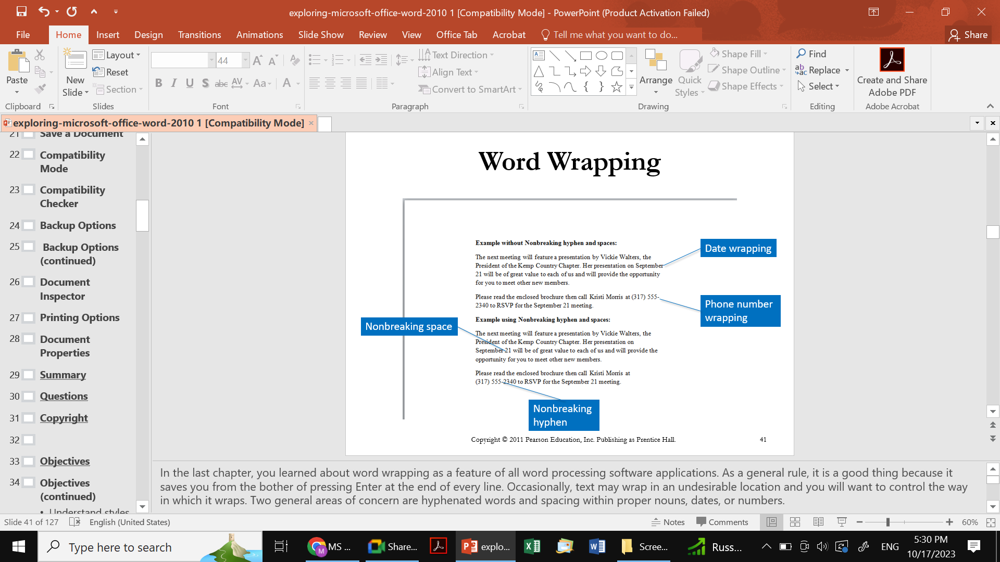 exploring-microsoft-office-word-2010 1 [Compatibility Mode] - PowerPoint (Product Activation Failed)
File Home Insert Design Transitions Animations Slide Show Review View Office Tab Acrobat Tell me what you want to do... Share
Paste
New Slide
Layout
Reset
Section
44
B I U S abc AV Aa A
Text Direction
Align Text
Convert to SmartArt
Arrange
Quick Styles
Shape Fill
Shape Outline
Shape Effects
Find
Replace
Select
Create and Share
Adobe PDF
Clipboard Slides Font Paragraph Drawing Editing Adobe Acrobat
exploring-microsoft-office-word-2010 1 [Compatibility Mode]
21 Save a Document
22 Compatibility
Mode
23 Compatibility
Checker
24 Backup Options
25 Backup Options
(continued)
26 Document
Inspector
27 Printing Options
28 Document
Properties
29 Summary
30 Questions
31 Copyright
32
33 Objectives
34 Objectives
(continued)
• Understand styles
Word Wrapping
Example without Nonbreaking hyphen and spaces:
The next meeting will feature a presentation by Vickie Walters, the
President of the Kemp Country Chapter. Her presentation on September
21 will be of great value to each of us and will provide the opportunity
for you to meet other new members.
Please read the enclosed brochure then call Kristi Morris at (317) 555-
2340 to RSVP for the September 21 meeting.
Example using Nonbreaking hyphen and spaces:
The next meeting will feature a presentation by Vickie Walters, the
President of the Kemp Country Chapter. Her presentation on
September 21 will be of great value to each of us and will provide the
opportunity for you to meet other new members.
Please read the enclosed brochure then call Kristi Morris at
(317) 555-2340 to RSVP for the September 21 meeting.
Date wrapping
Phone number
wrapping
Nonbreaking space
Nonbreaking
hyphen
Copyright © 2011 Pearson Education, Inc. Publishing as Prentice Hall.
41
In the last chapter, you learned about word wrapping as a feature of all word processing software applications. As a general rule, it is a good thing because it
saves you from the bother of pressing Enter at the end of every line. Occasionally, text may wrap in an undesirable location and you will want to control the way
in which it wraps. Two general areas of concern are hyphenated words and spacing within proper nouns, dates, or numbers.
Slide 41 of 127 English (United States) Notes Comments 60%
Type here to search
MS ...
Share...
explo...
Scree...
Russ...
ENG
5:30 PM
10/17/2023